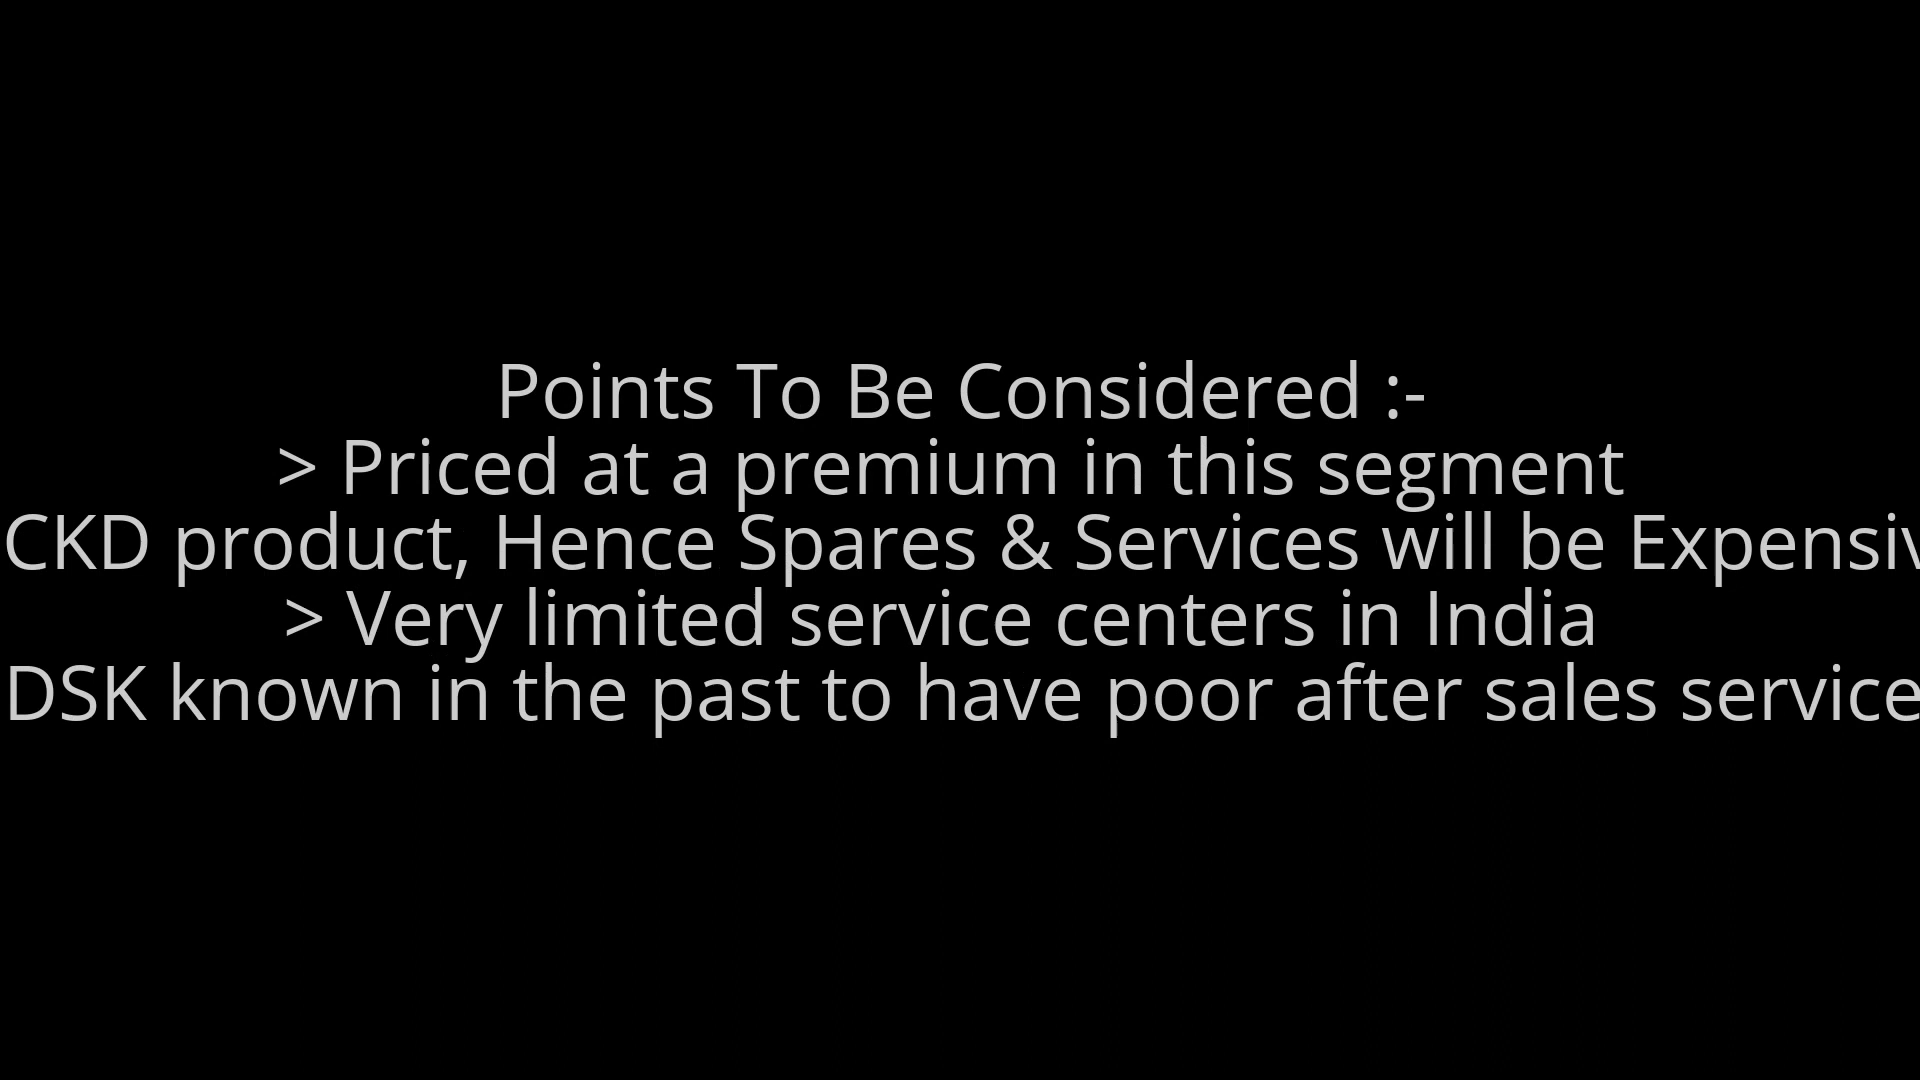 Points To Be Considered :-
> Priced at a premium in this segment
CKD product, Hence Spares & Services will be Expensiv
> Very limited service centers in India
DSK known in the past to have poor after sales service